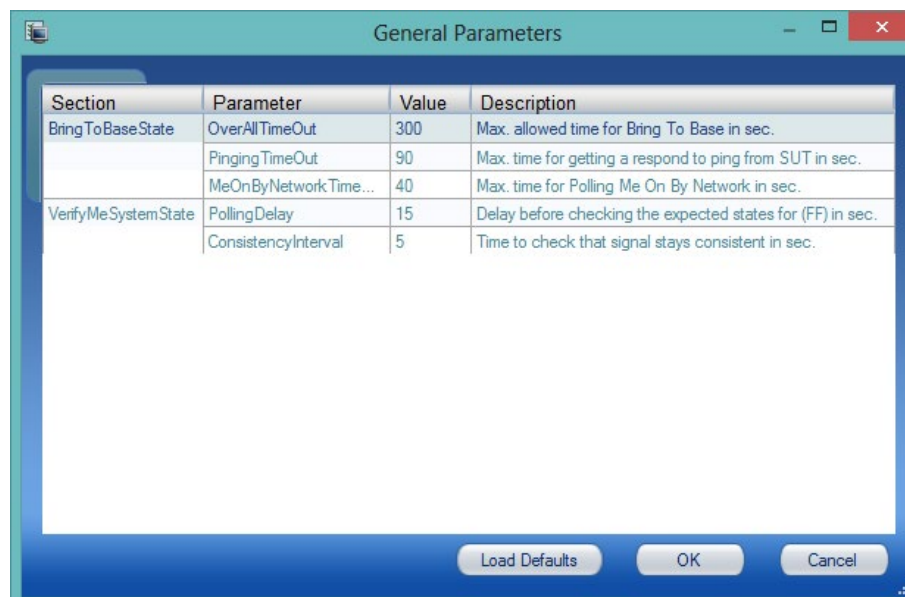 General Parameters
Section Parameter Value Description
BringToBaseState OverAllTimeOut 300 Max. allowed time for Bring To Base in sec.
PingingTimeOut 90 Max. time for getting a respond to ping from SUT in sec.
MeOnByNetworkTime... 40 Max. time for Polling Me On By Network in sec.
VerifyMeSystemState PollingDelay 15 Delay before checking the expected states for (FF) in sec.
ConsistencyInterval 5 Time to check that signal stays consistent in sec.
Load Defaults OK Cancel